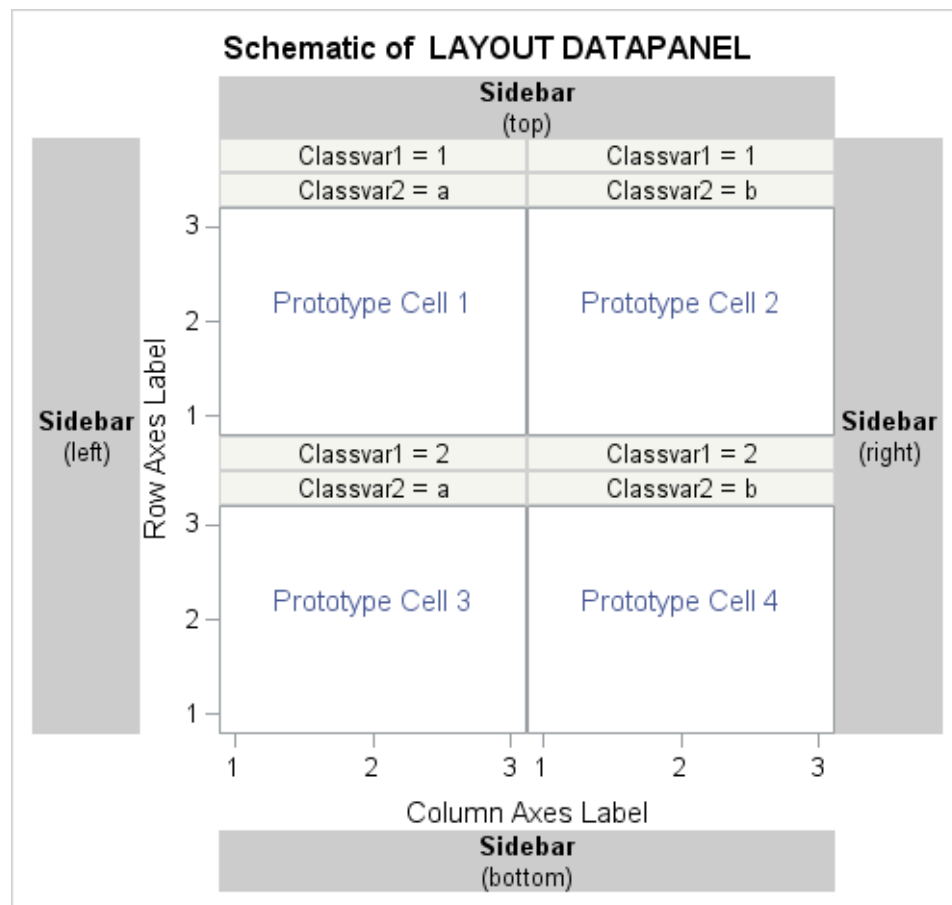 Schematic of LAYOUT DATAPANEL
Sidebar
(top)
Classvar1 = 1
Classvar1 = 1
Classvar2 = a
Classvar2 = b
3
2
1
Prototype Cell 1
Prototype Cell 2
Sidebar
(left)
Row Axes Label
Sidebar
(right)
Classvar1 = 2
Classvar1 = 2
Classvar2 = a
Classvar2 = b
3
2
1
Prototype Cell 3
Prototype Cell 4
1 2 3 1 2 3
Column Axes Label
Sidebar
(bottom)